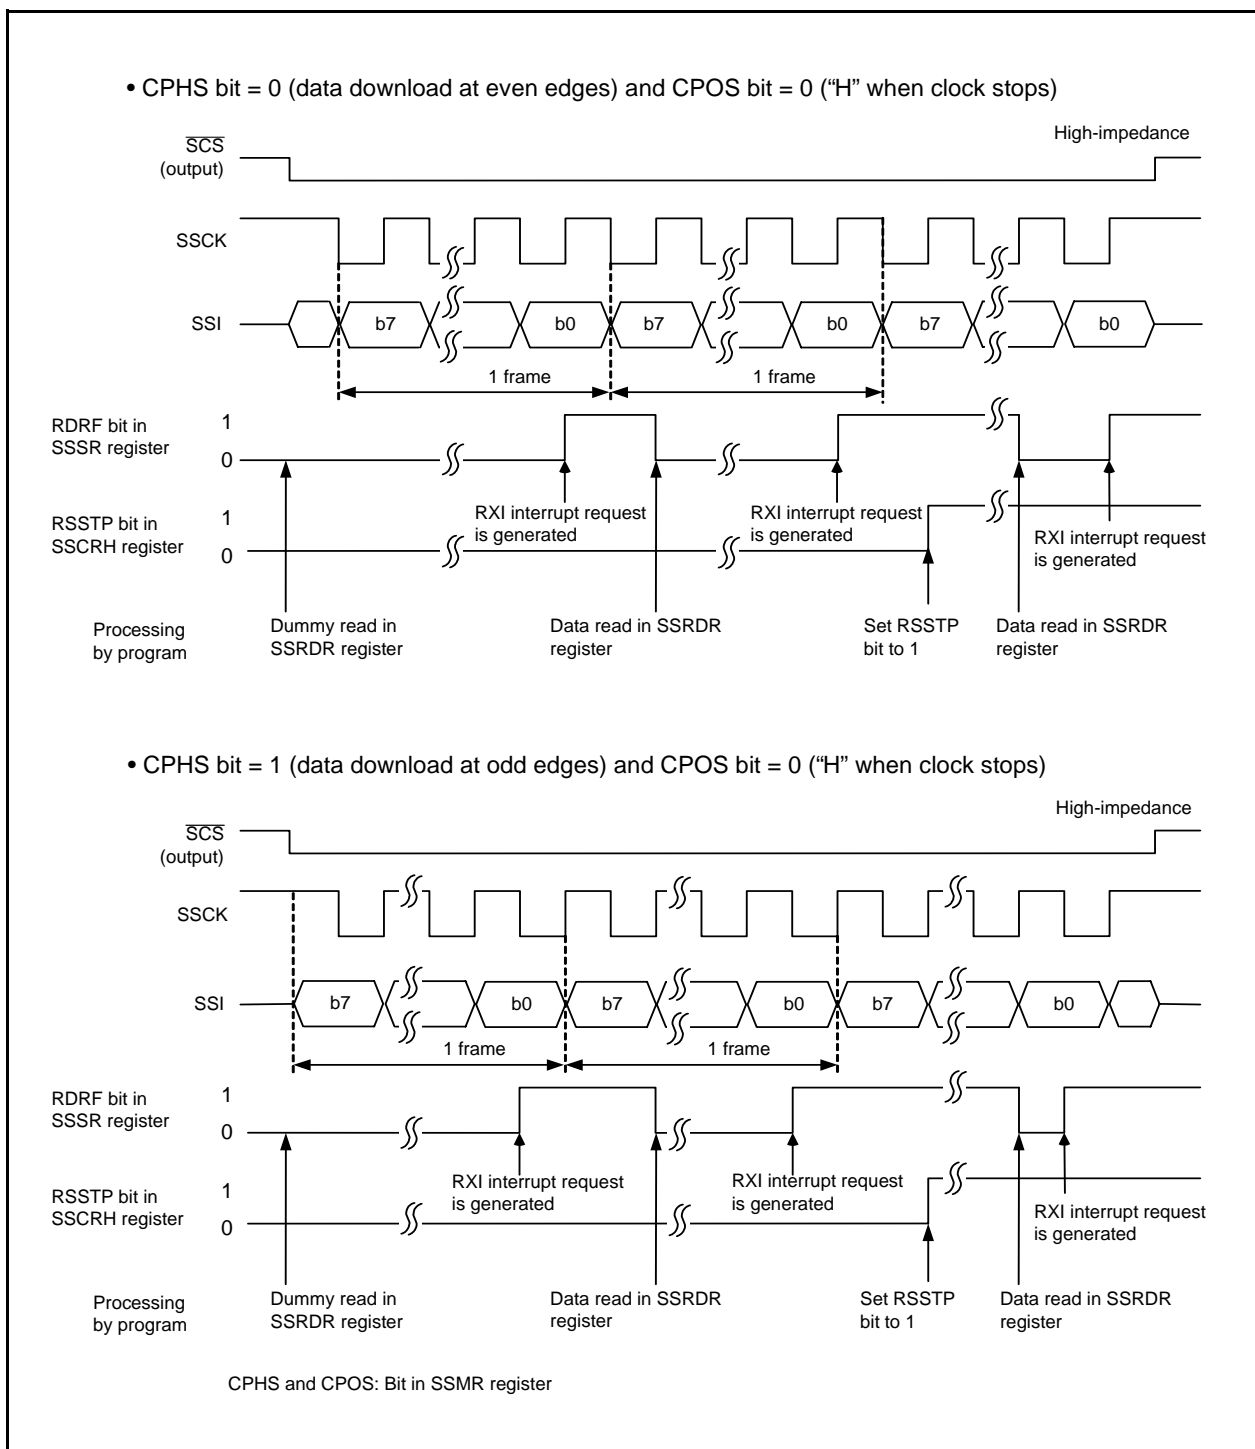 • CPHS bit = 0 (data download at even edges) and CPOS bit = 0 (“H” when clock stops)
High-impedance
SCS
(output)
SSCK
SSI
b7
b0
b7
b0
b7
b0
1 frame
1 frame
RDRF bit in
SSSR register
1
0
RXI interrupt request
is generated
RXI interrupt request
is generated
RXI interrupt request
is generated
RSSTP bit in
SSCRH register
1
0
Processing
by program
Dummy read in
SSRDR register
Data read in SSRDR
register
Set RSSTP
bit to 1
Data read in SSRDR
register
• CPHS bit = 1 (data download at odd edges) and CPOS bit = 0 (“H” when clock stops)
High-impedance
SCS
(output)
SSCK
SSI
b7
b0
b7
b0
b7
b0
1 frame
1 frame
RDRF bit in
SSSR register
1
0
RXI interrupt request
is generated
RXI interrupt request
is generated
RXI interrupt request
is generated
RSSTP bit in
SSCRH register
1
0
Processing
by program
Dummy read in
SSRDR register
Data read in SSRDR
register
Set RSSTP
bit to 1
Data read in SSRDR
register
CPHS and CPOS: Bit in SSMR register